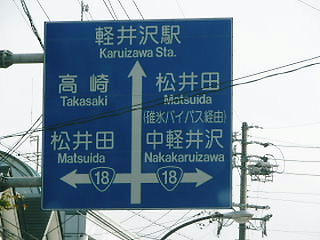 軽井沢駅
Karuizawa Sta.
高崎
Takasaki
松井田
Matsuida
(碓氷バイパス経由)
松井田
Matsuida
中軽井沢
Nakakaruizawa
18
18